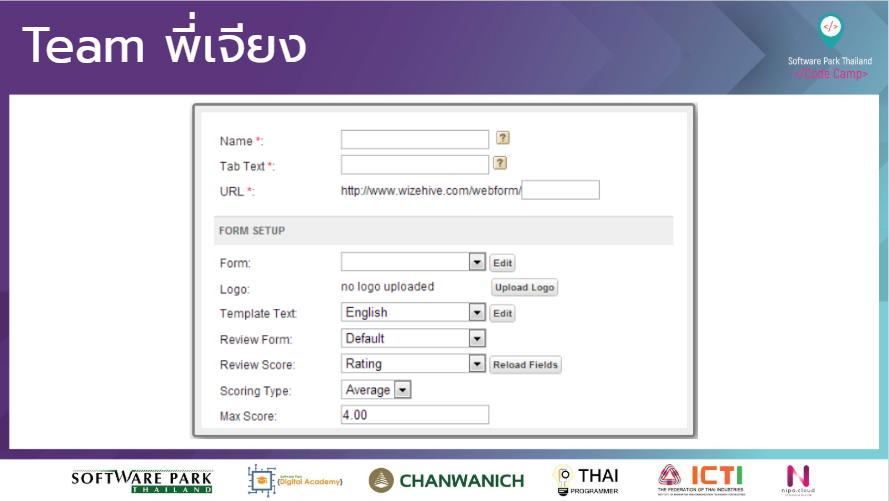 Team พี่เจียง
Software Park Thailand
</Code Camp>
Name *: ?
Tab Text *: ?
URL *: http://www.wizehive.com/webform/
FORM SETUP
Form: Edit
Logo: no logo uploaded Upload Logo
Template Text: English Edit
Review Form: Default
Review Score: Rating Reload Fields
Scoring Type: Average
Max Score: 4.00
SOFTWARE PARK
THAILAND
Software Park
{Digital Academy}
CHANWANICH
THAI
PROGRAMMER
ICTI
THE FEDERATION OF THAI INDUSTRIES
nipa.cloud